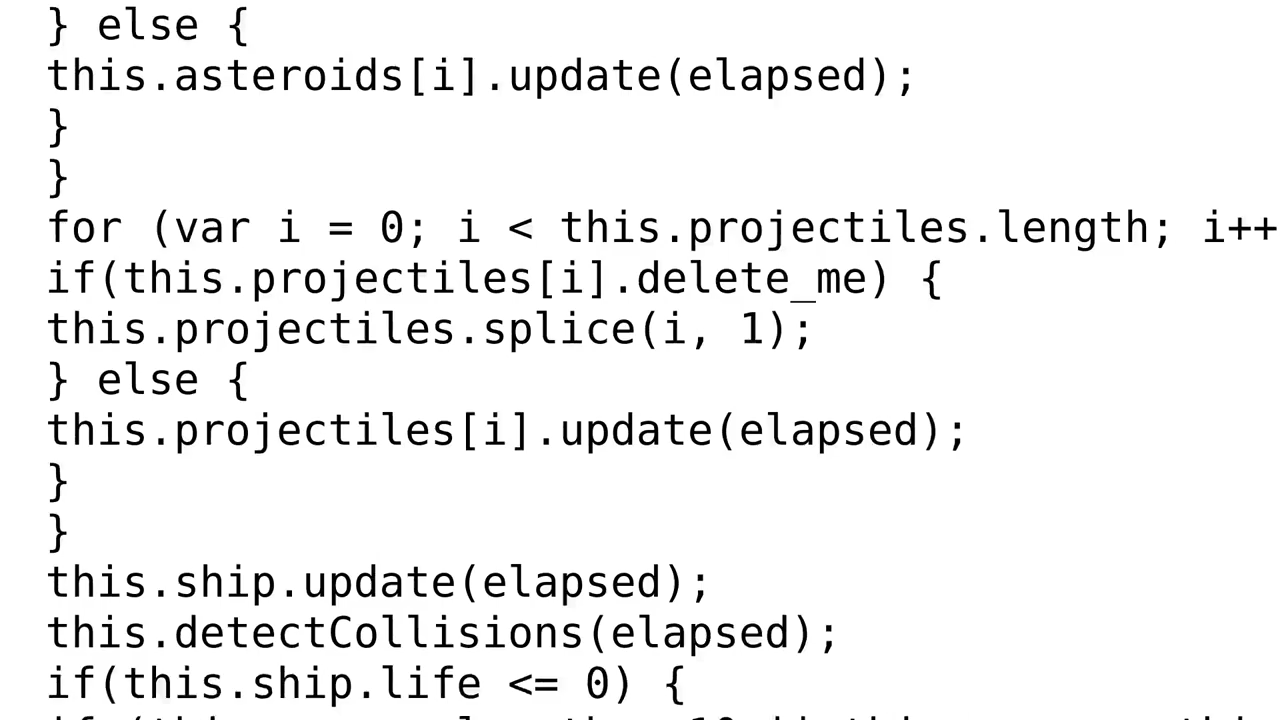 } else {
this.asteroids[i].update(elapsed);
}
}
for (var i = 0; i < this.projectiles.length; i++
if(this.projectiles[i].delete_me) {
this.projectiles.splice(i, 1);
} else {
this.projectiles[i].update(elapsed);
}
}
this.ship.update(elapsed);
this.detectCollisions(elapsed);
if(this.ship.life <= 0) {